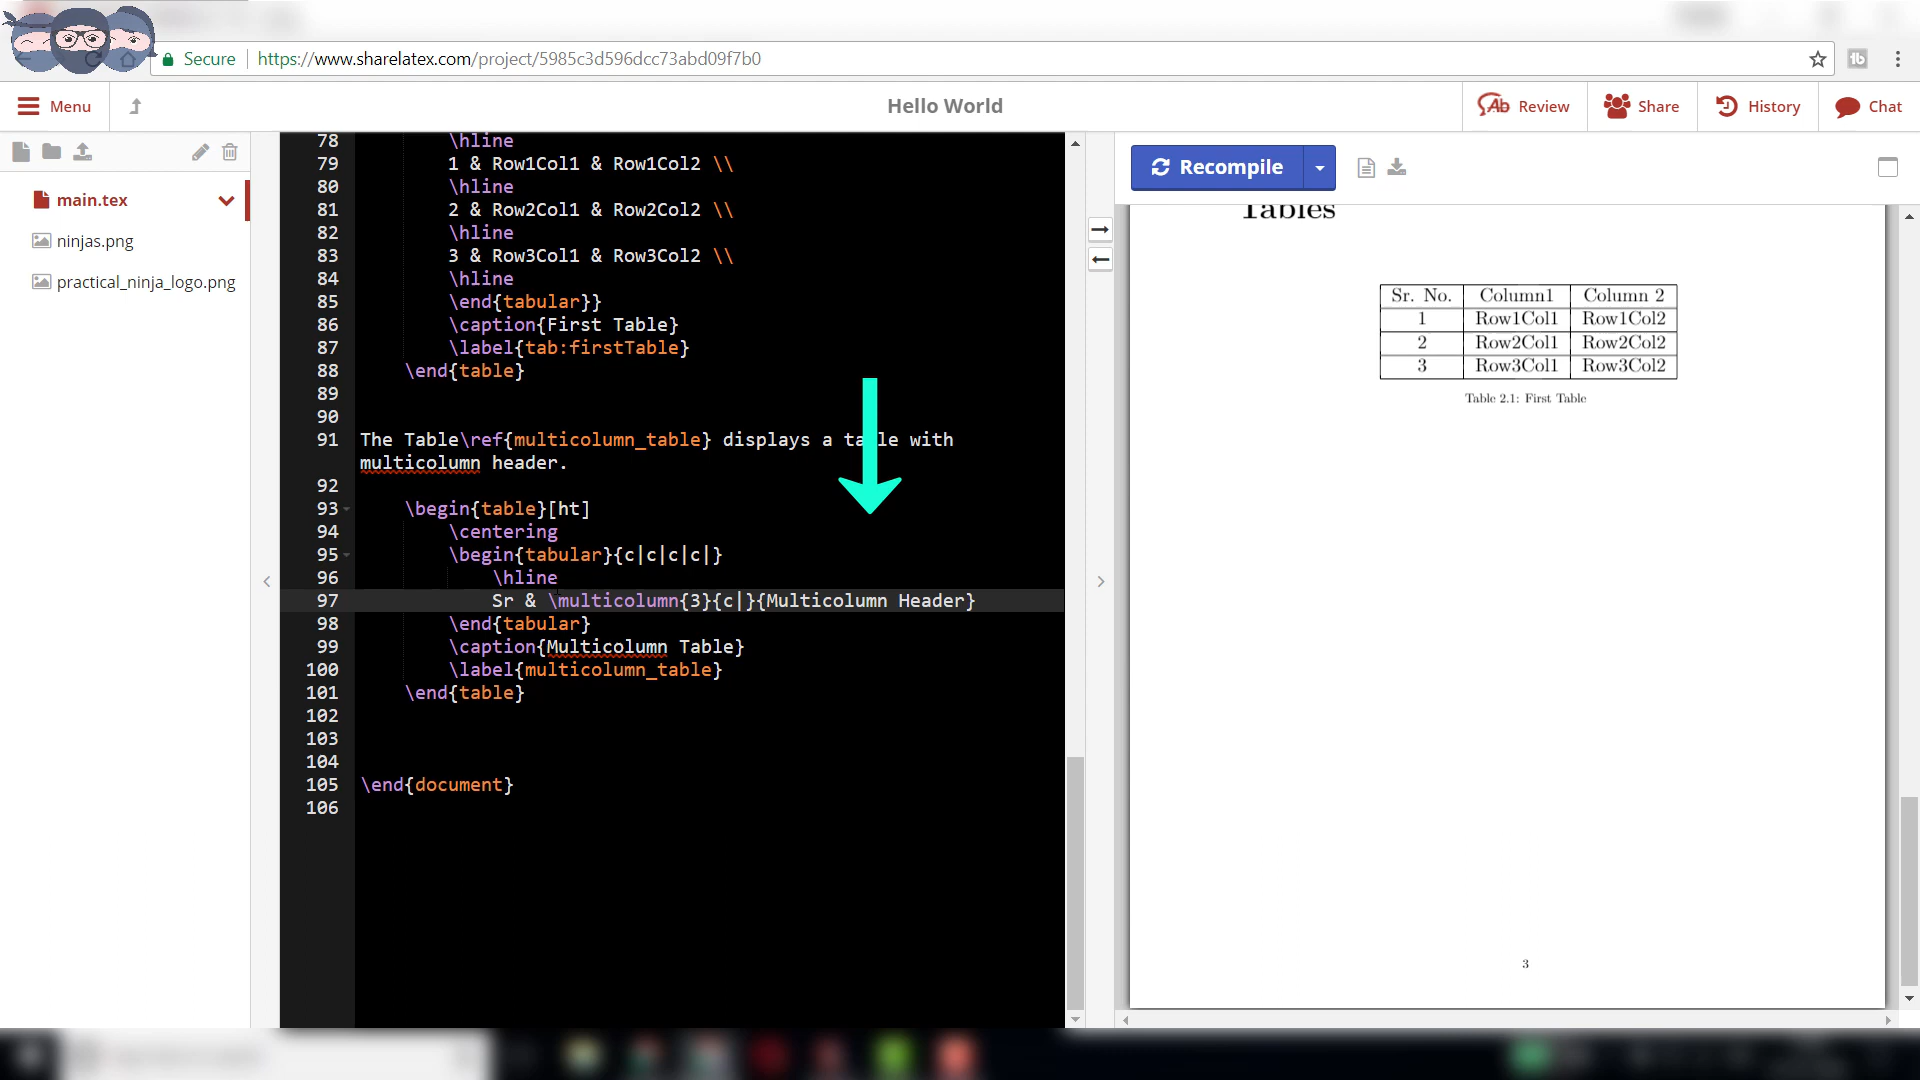 Secure https://www.sharelatex.com/project/5985c3d596dcc73abd09f7b0
Menu Hello World Review Share History Chat
main.tex
ninjas.png
practical_ninja_logo.png
78 \hline
79 1 & Row1Col1 & Row1Col2 \\
80 \hline
81 2 & Row2Col1 & Row2Col2 \\
82 \hline
83 3 & Row3Col1 & Row3Col2 \\
84 \hline
85 \end{tabular}}
86 \caption{First Table}
87 \label{tab:firstTable}
88 \end{table}
89
90
91 The Table\ref{multicolumn_table} displays a table with
multicolumn header.
92
93 \begin{table}[ht]
94 \centering
95 \begin{tabular}{c|c|c|c|}
96 \hline
97 Sr & \multicolumn{3}{c|}{Multicolumn Header}
98 \end{tabular}
99 \caption{Multicolumn Table}
100 \label{multicolumn_table}
101 \end{table}
102
103
104
105 \end{document}
106
Recompile
Tables
Sr. No. Column1 Column 2
1 Row1Col1 Row1Col2
2 Row2Col1 Row2Col2
3 Row3Col1 Row3Col2
Table 2.1: First Table
3